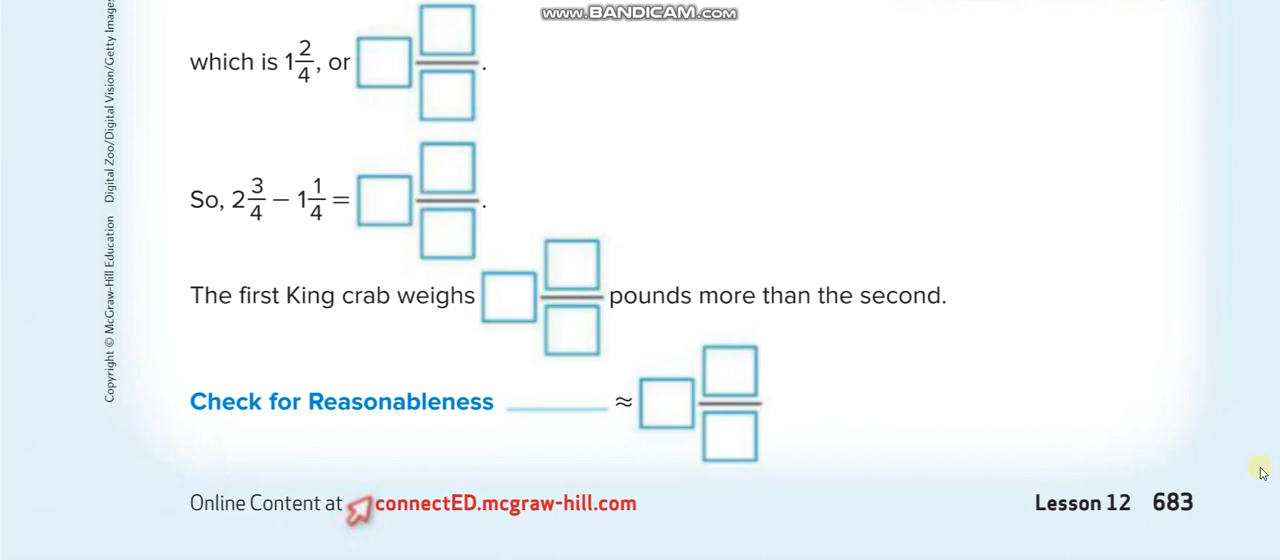 www.BANDICAM.com
which is 1 2/4, or .
So, 2 3/4 − 1 1/4 = .
The first King crab weighs pounds more than the second.
Check for Reasonableness ______ ≈
Online Content at connectED.mcgraw-hill.com
Lesson 12 683
Copyright © McGraw-Hill Education Digital Zoo/Digital Vision/Getty Images